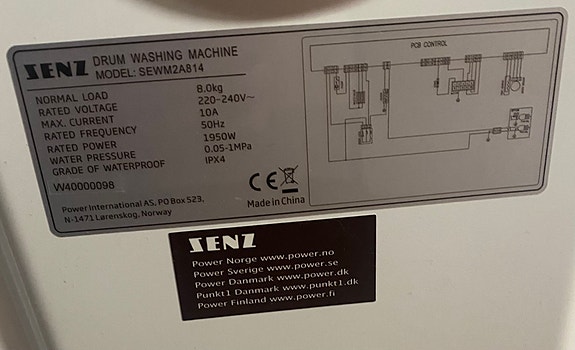 SENZ DRUM WASHING MACHINE
MODEL: SEWM2A814
NORMAL LOAD 8.0kg
RATED VOLTAGE 220-240V~
MAX. CURRENT 10A
RATED FREQUENCY 50Hz
RATED POWER 1950W
WATER PRESSURE 0.05-1MPa
GRADE OF WATERPROOF IPX4
W40000098
Power International AS, PO Box 523,
N-1471 Lørenskog, Norway
CE
Made in China
PCB CONTROL
SENZ
Power Norge www.power.no
Power Sverige www.power.se
Power Danmark www.power.dk
Punkt1 Danmark www.punkt1.dk
Power Finland www.power.fi